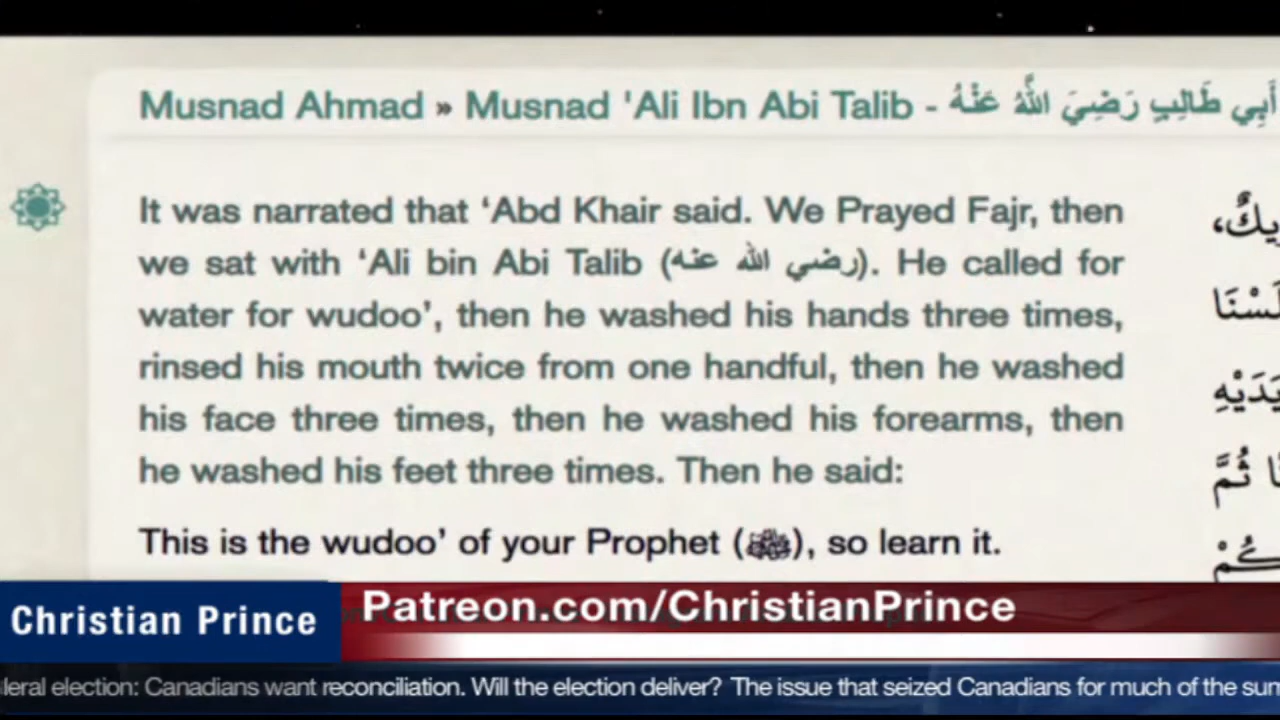 Musnad Ahmad » Musnad 'Ali Ibn Abi Talib - أَبِي طَالِبٍ رَضِيَ اللَّهُ عَنْهُ
It was narrated that ‘Abd Khair said. We Prayed Fajr, then
we sat with ‘Ali bin Abi Talib (رضي الله عنه). He called for
water for wudoo’, then he washed his hands three times,
rinsed his mouth twice from one handful, then he washed
his face three times, then he washed his forearms, then
he washed his feet three times. Then he said:
This is the wudoo’ of your Prophet (ﷺ), so learn it.
ثُمَّ
Christian Prince
Patreon.com/ChristianPrince
leral election: Canadians want reconciliation. Will the election deliver? The issue that seized Canadians for much of the sum